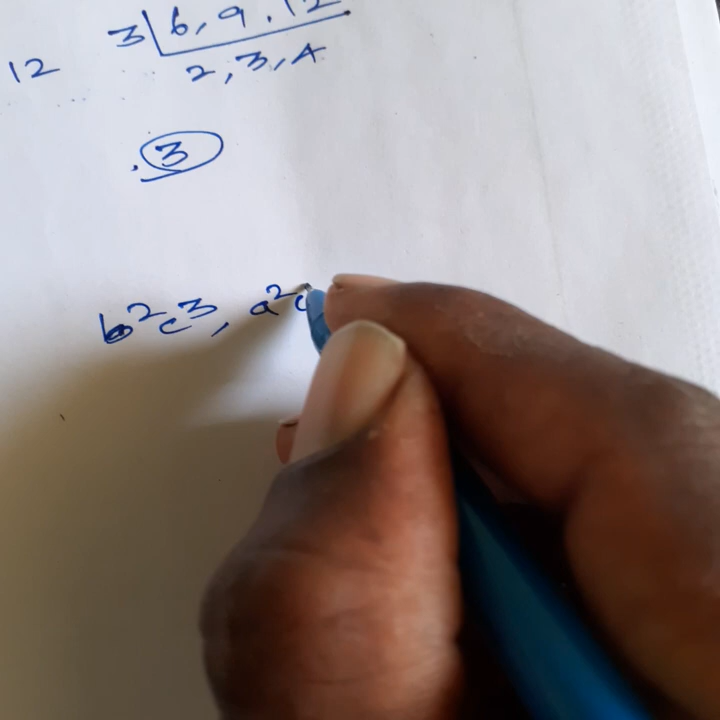 3 6, 9, 12
12 2, 3, 4
3
b²c³, a²c